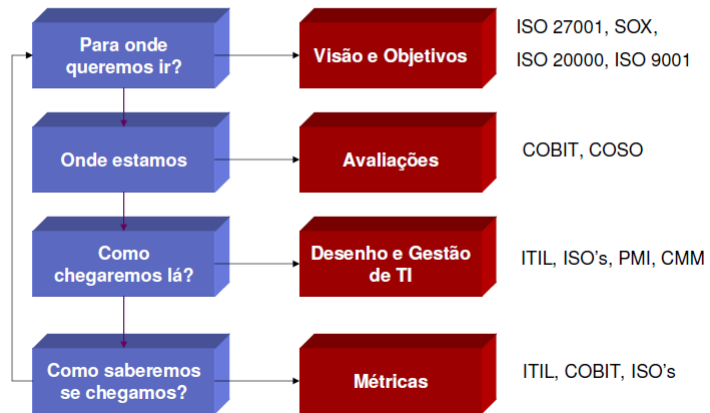 Para onde
queremos ir?
Visão e Objetivos
ISO 27001, SOX,
ISO 20000, ISO 9001
Onde estamos
Avaliações
COBIT, COSO
Como
chegaremos lá?
Desenho e Gestão
de TI
ITIL, ISO's, PMI, CMM
Como saberemos
se chegamos?
Métricas
ITIL, COBIT, ISO's